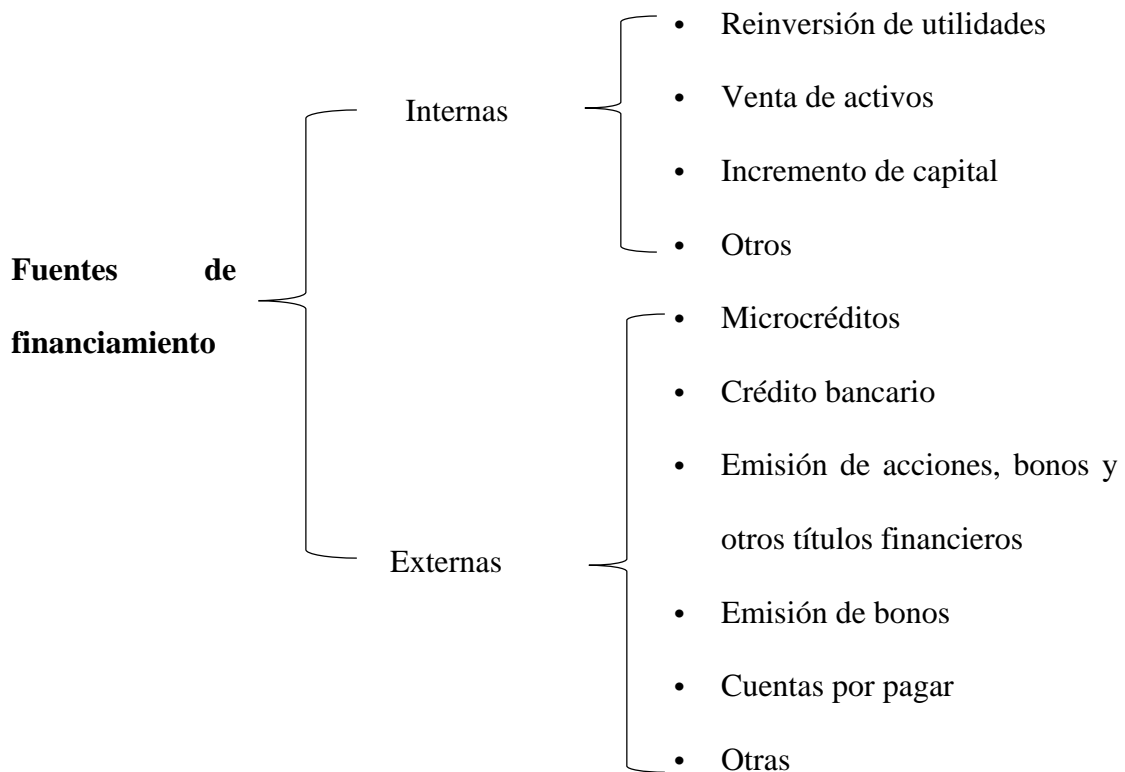 Fuentes de
financiamiento
Internas
• Reinversión de utilidades
• Venta de activos
• Incremento de capital
• Otros
Externas
• Microcréditos
• Crédito bancario
• Emisión de acciones, bonos y
otros títulos financieros
• Emisión de bonos
• Cuentas por pagar
• Otras